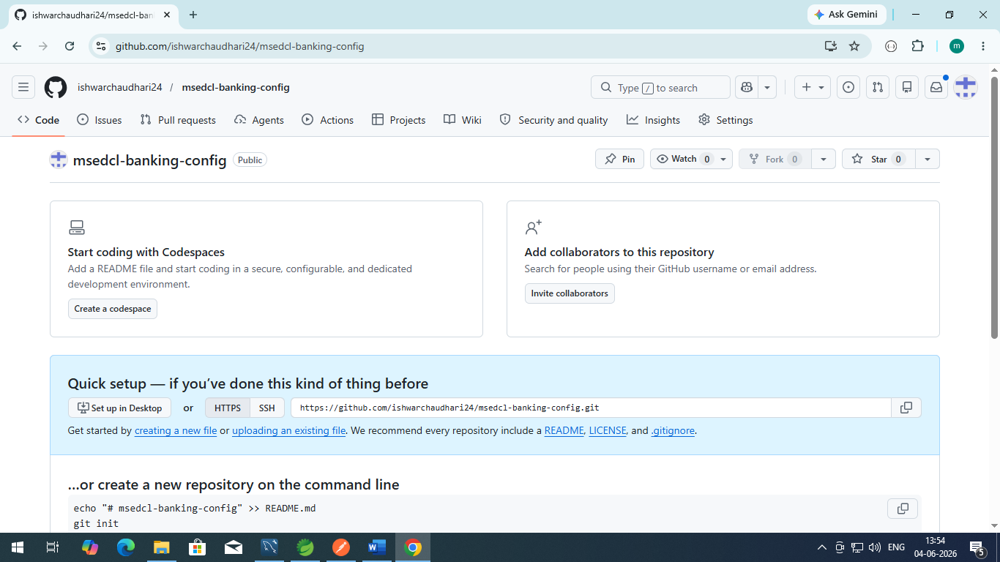 ishwarchaudhari24/msedcl-ban
Ask Gemini
github.com/ishwarchaudhari24/msedcl-banking-config
m
ishwarchaudhari24 / msedcl-banking-config
Type / to search
Code
Issues
Pull requests
Agents
Actions
Projects
Wiki
Security and quality
Insights
Settings
msedcl-banking-config Public
Pin
Watch 0
Fork 0
Star 0
Start coding with Codespaces
Add a README file and start coding in a secure, configurable, and dedicated
development environment.
Create a codespace
Add collaborators to this repository
Search for people using their GitHub username or email address.
Invite collaborators
Quick setup — if you’ve done this kind of thing before
Set up in Desktop or HTTPS SSH https://github.com/ishwarchaudhari24/msedcl-banking-config.git
Get started by creating a new file or uploading an existing file. We recommend every repository include a README, LICENSE, and .gitignore.
…or create a new repository on the command line
echo "# msedcl-banking-config" >> README.md
git init
ENG
13:54
04-06-2026
5